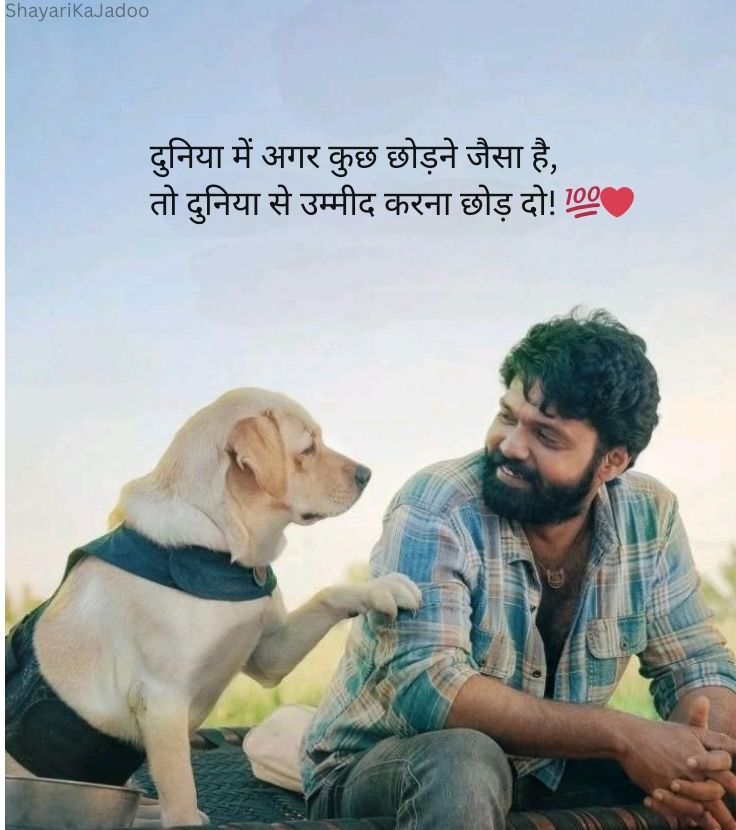 ShayariKaJadoo
दुनिया में अगर कुछ छोड़ने जैसा है,
तो दुनिया से उम्मीद करना छोड़ दो! 💯❤️